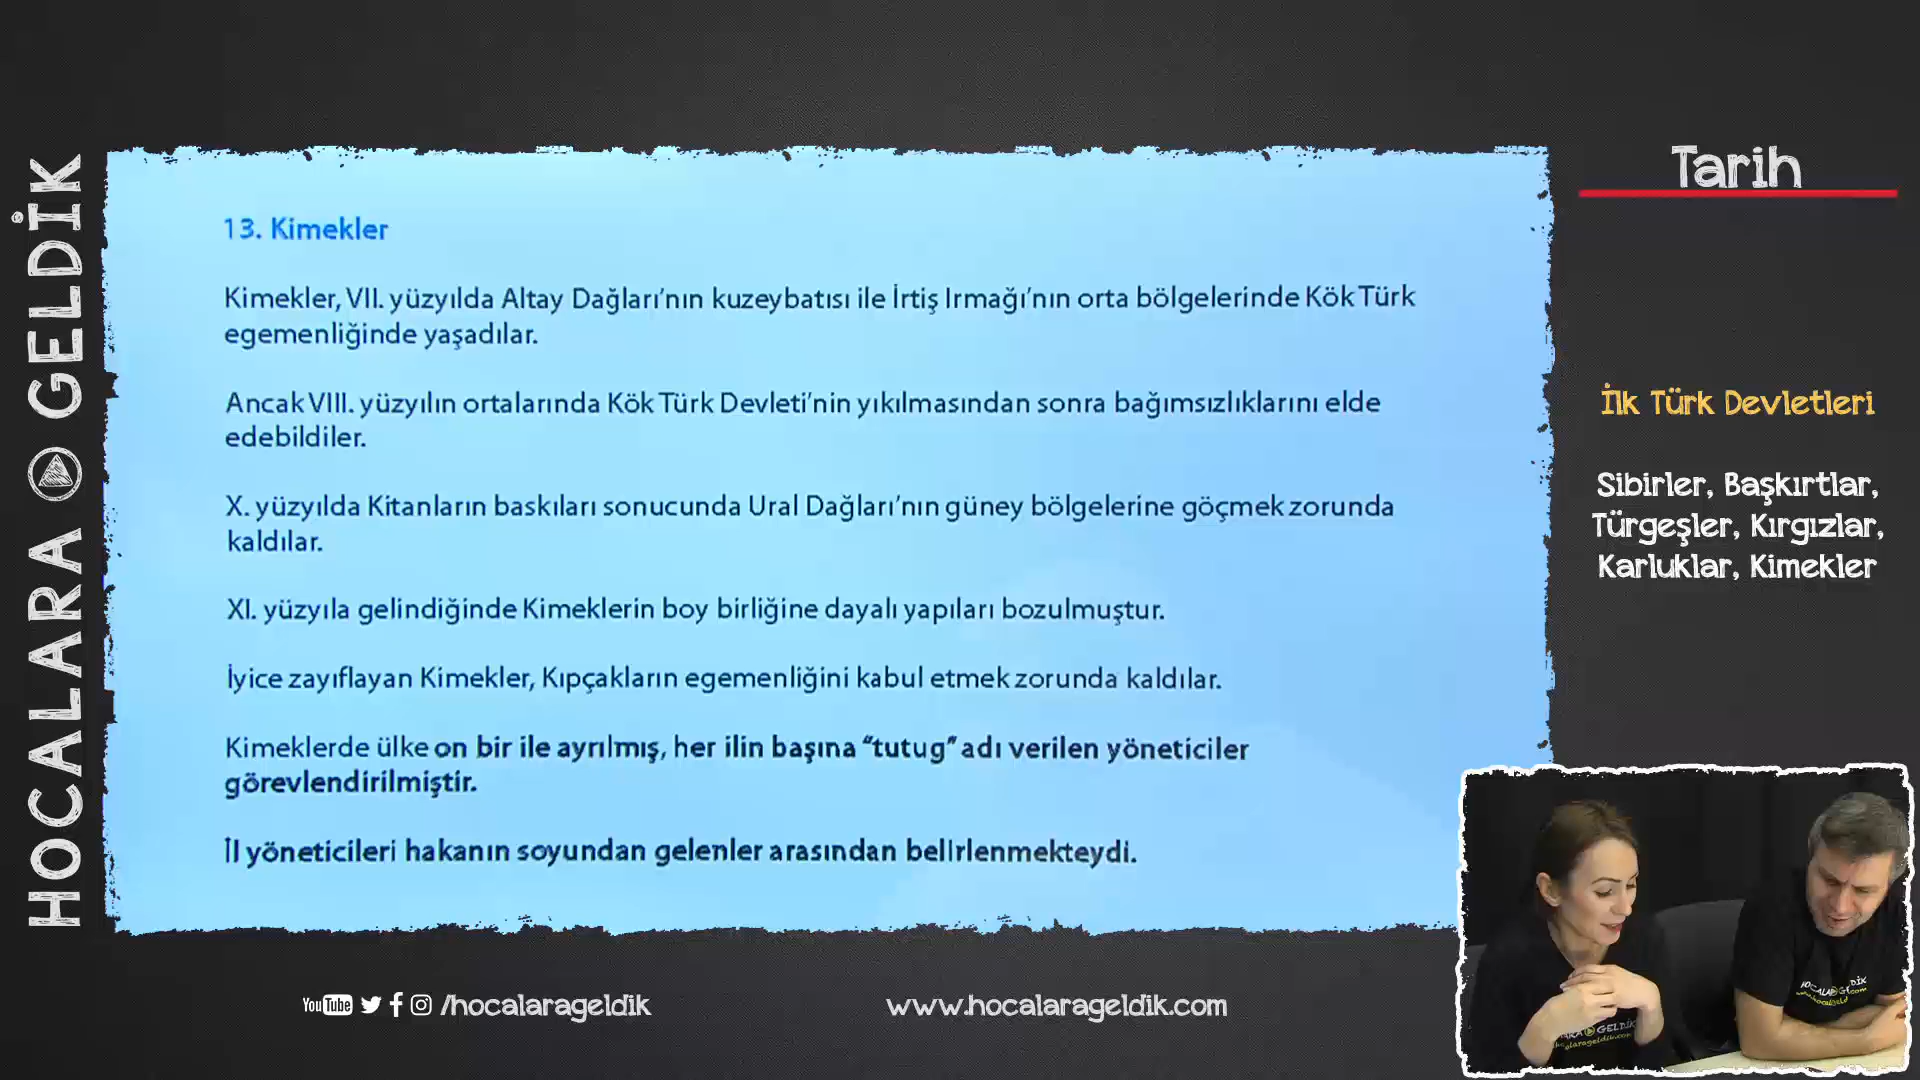 HOCALARA GELDİK
Tarih
13. Kimekler
Kimekler, VII. yüzyılda Altay Dağları’nın kuzeybatısı ile İrtiş Irmağı’nın orta bölgelerinde Kök Türk
egemenliğinde yaşadılar.
Ancak VIII. yüzyılın ortalarında Kök Türk Devleti’nin yıkılmasından sonra bağımsızlıklarını elde
edebildiler.
X. yüzyılda Kitanların baskıları sonucunda Ural Dağları’nın güney bölgelerine göçmek zorunda
kaldılar.
XI. yüzyıla gelindiğinde Kimeklerin boy birliğine dayalı yapıları bozulmuştur.
İyice zayıflayan Kimekler, Kıpçakların egemenliğini kabul etmek zorunda kaldılar.
Kimeklerde ülke on bir ile ayrılmış, her ilin başına “tutug” adı verilen yöneticiler
görevlendirilmiştir.
İl yöneticileri hakanın soyundan gelenler arasından belirlenmekteydi.
İlk Türk Devletleri
Sibirler, Başkırtlar,
Türgeşler, Kırgızlar,
Karluklar, Kimekler
YouTube /hocalarageldik
www.hocalarageldik.com